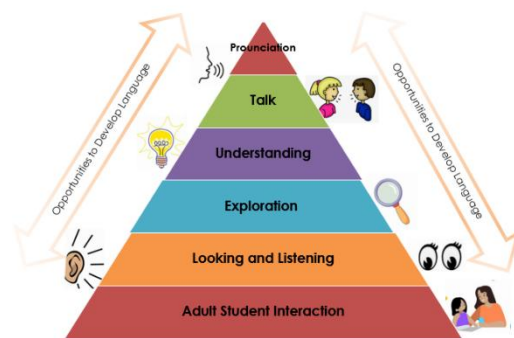 Prounciation
Talk
Understanding
Exploration
Looking and Listening
Adult Student Interaction
Opportunities to Develop Language
Opportunities to Develop Language